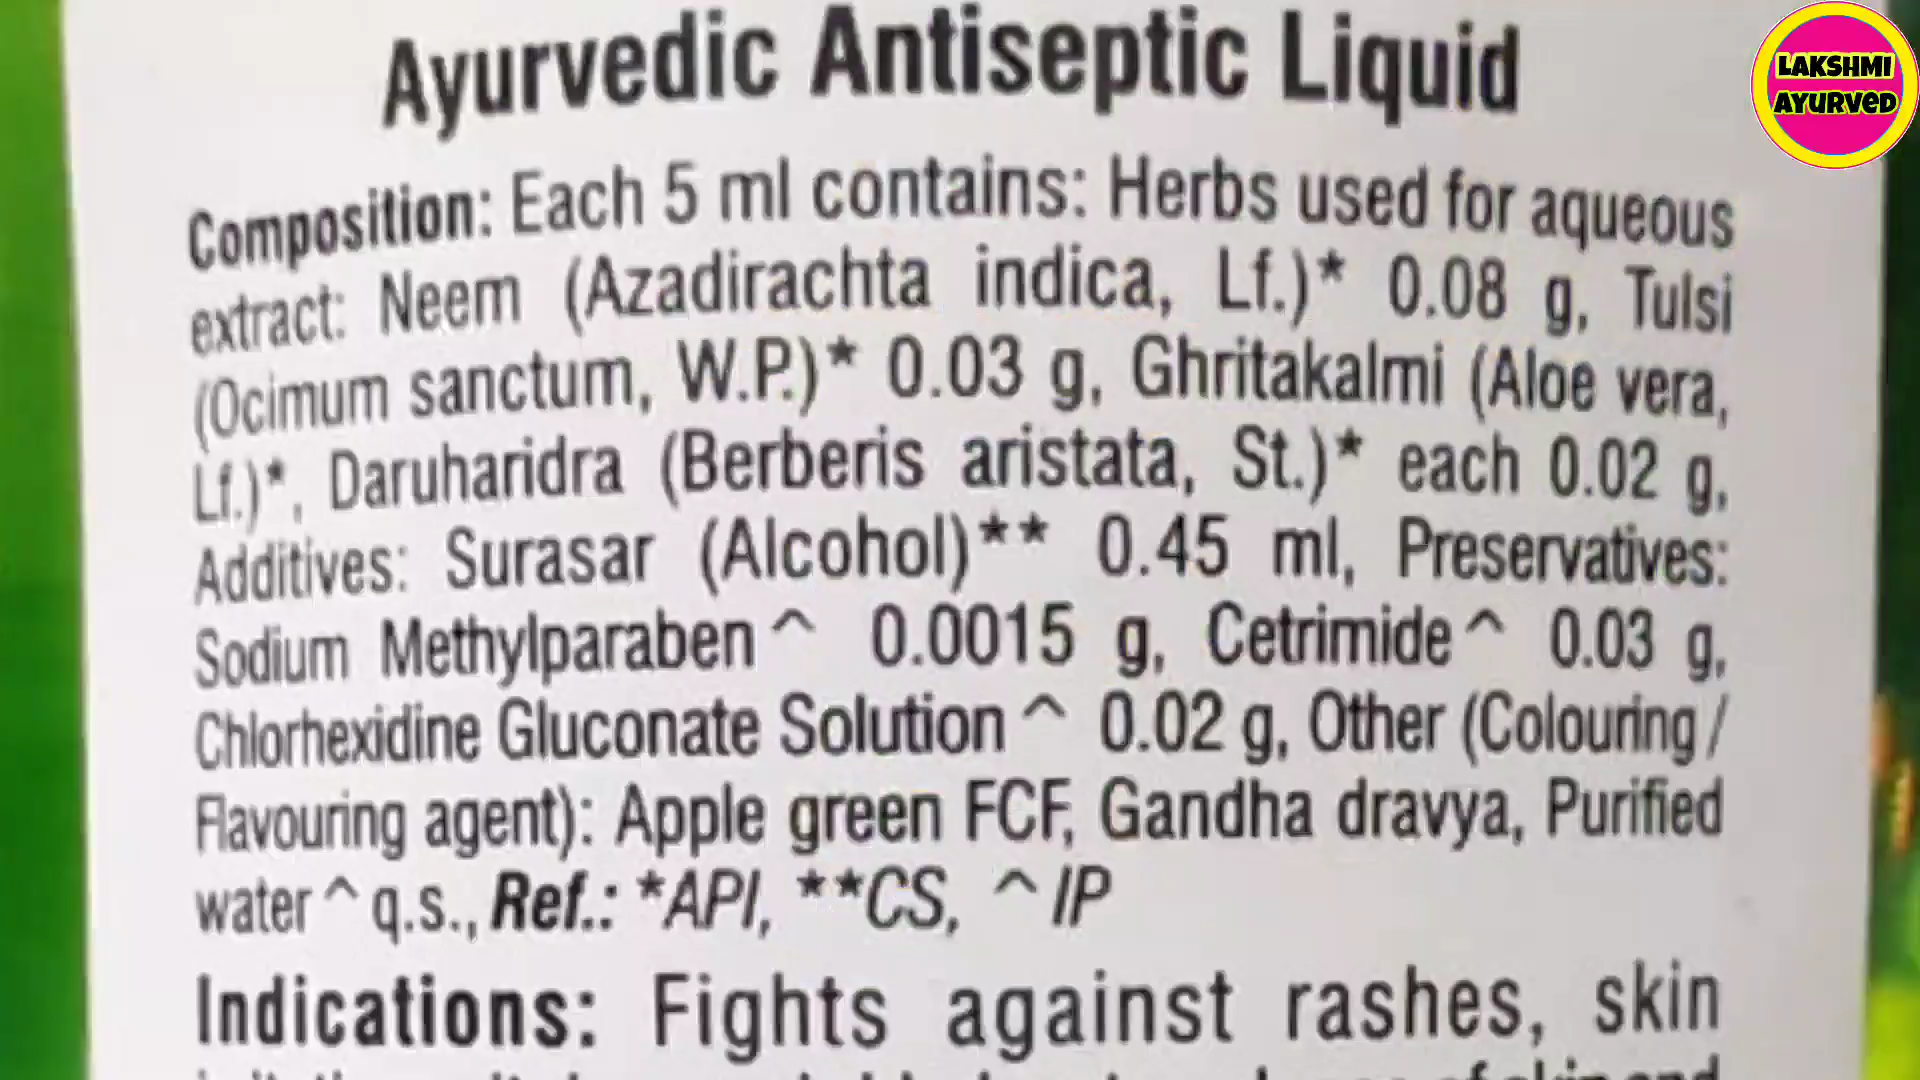 Ayurvedic Antiseptic Liquid
LAKSHMI
AYURVED
Composition: Each 5 ml contains: Herbs used for aqueous
extract: Neem (Azadirachta indica, Lf.)* 0.08 g, Tulsi
(Ocimum sanctum, W.P.)* 0.03 g, Ghritakalmi (Aloe vera,
Lf.)*, Daruharidra (Berberis aristata, St.)* each 0.02 g,
Additives: Surasar (Alcohol)** 0.45 ml, Preservatives:
Sodium Methylparaben^ 0.0015 g, Cetrimide^ 0.03 g,
Chlorhexidine Gluconate Solution^ 0.02 g, Other (Colouring/
Flavouring agent): Apple green FCF, Gandha dravya, Purified
water^ q.s., Ref.: *API, **CS, ^IP
Indications: Fights against rashes, skin